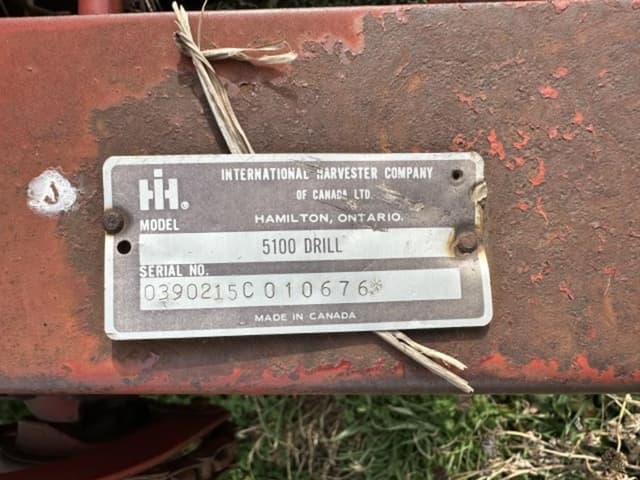 IH®
INTERNATIONAL HARVESTER COMPANY
OF CANADA LTD.
HAMILTON, ONTARIO.
MODEL
5100 DRILL
SERIAL NO.
0390215C010676*
MADE IN CANADA
J